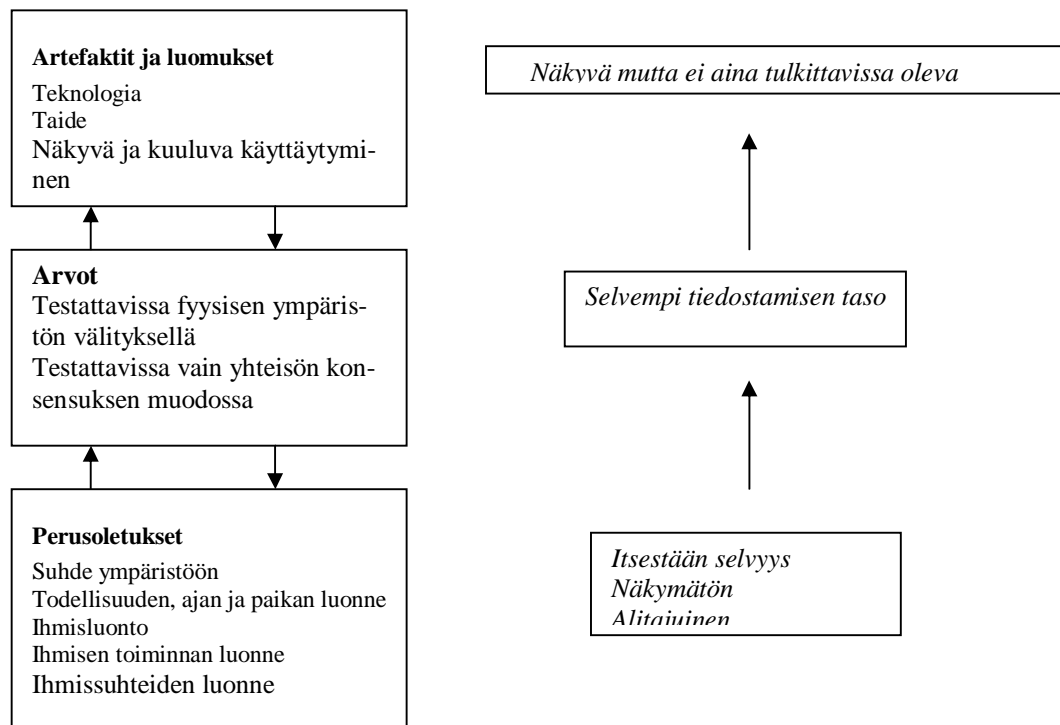 Artefaktit ja luomukset
Teknologia
Taide
Näkyvä ja kuuluva käyttäytymi-
nen
Näkyvä mutta ei aina tulkittavissa oleva
Arvot
Testattavissa fyysisen ympäris-
tön välityksellä
Testattavissa vain yhteisön kon-
sensuksen muodossa
Selvempi tiedostamisen taso
Perusoletukset
Suhde ympäristöön
Todellisuuden, ajan ja paikan luonne
Ihmisluonto
Ihmisen toiminnan luonne
Ihmissuhteiden luonne
Itsestään selvyys
Näkymätön
Alitajuinen